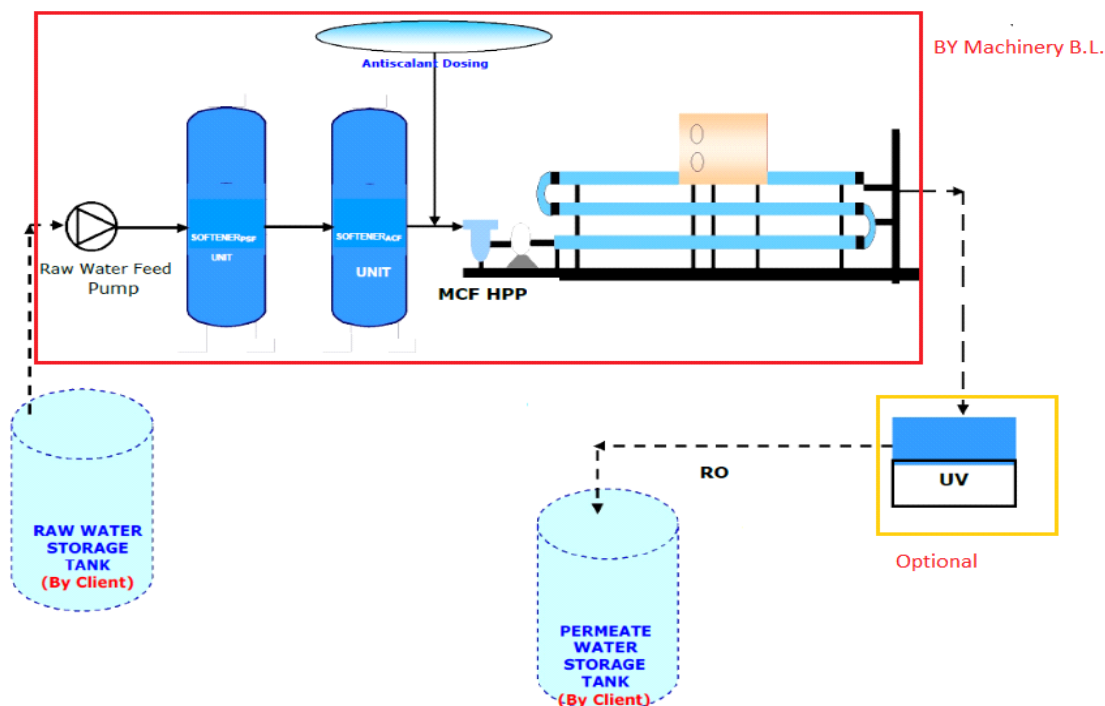 BY Machinery B.L.
Antiscalant Dosing
SOFTENERPSF
UNIT
SOFTENERACF
UNIT
Raw Water Feed
Pump
MCF HPP
RAW WATER
STORAGE
TANK
(By Client)
RO
UV
Optional
PERMEATE
WATER
STORAGE
TANK
(By Client)